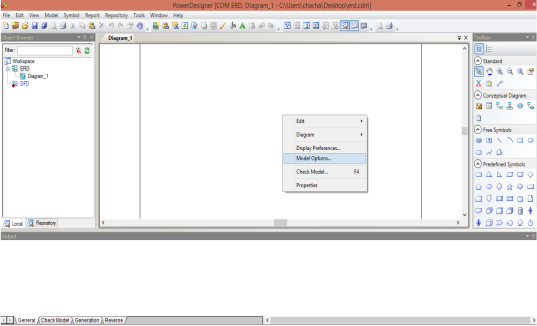 PowerDesigner [COM ERD, Diagram_1 - C:\Users\chacha\Desktop\erd.cdm]
File Edit View Model Symbol Report Repository Tools Window Help
Object Browser
Diagram_1
Toolbox
Filter:
Workspace
ERD
Diagram_1
DFD
Standard
Conceptual Diagram
Free Symbols
Predefined Symbols
Edit
Diagram
Display Preferences...
Model Options...
Check Model... F4
Properties
Local Repository
Output
General Check Model Generation Reverse